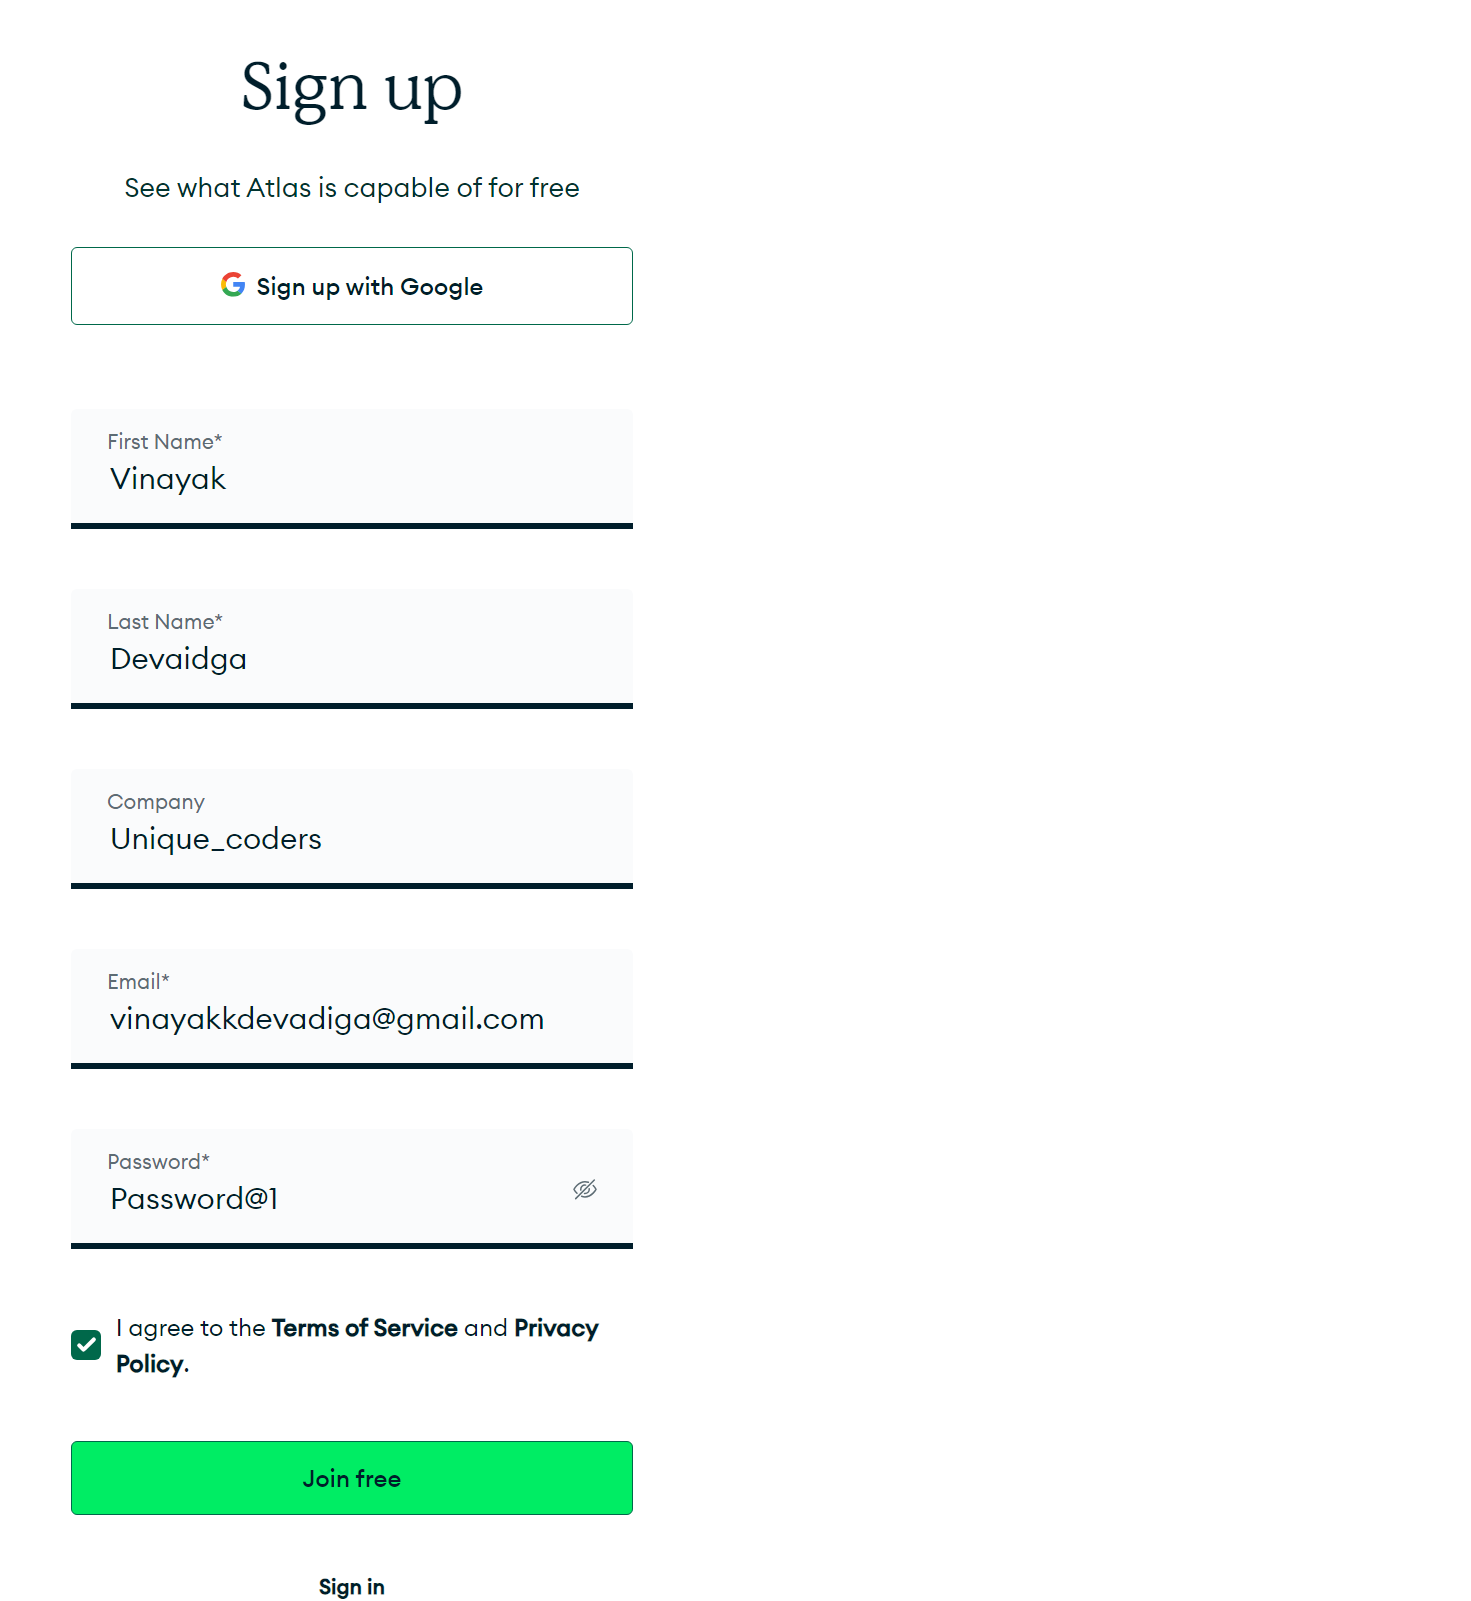 Sign up
See what Atlas is capable of for free
Sign up with Google
First Name*
Vinayak
Last Name*
Devaidga
Company
Unique_coders
Email*
vinayakkdevadiga@gmail.com
Password*
Password@1
I agree to the Terms of Service and Privacy
Policy.
Join free
Sign in